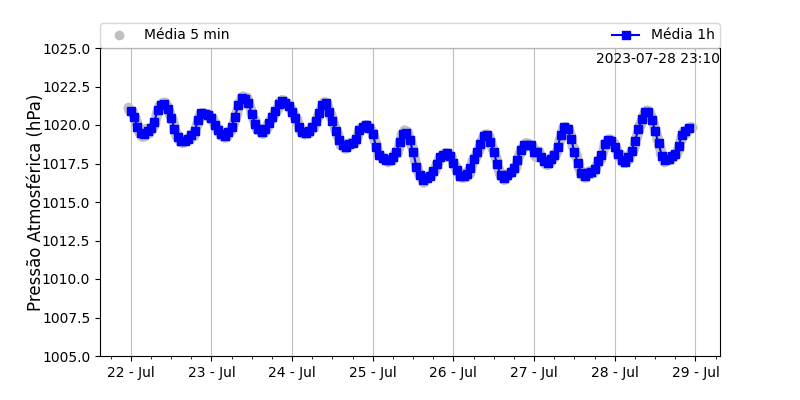 Média 5 min
Média 1h
2023-07-28 23:10
Pressão Atmosférica (hPa)
1025.0
1022.5
1020.0
1017.5
1015.0
1012.5
1010.0
1007.5
1005.0
22 - Jul
23 - Jul
24 - Jul
25 - Jul
26 - Jul
27 - Jul
28 - Jul
29 - Jul